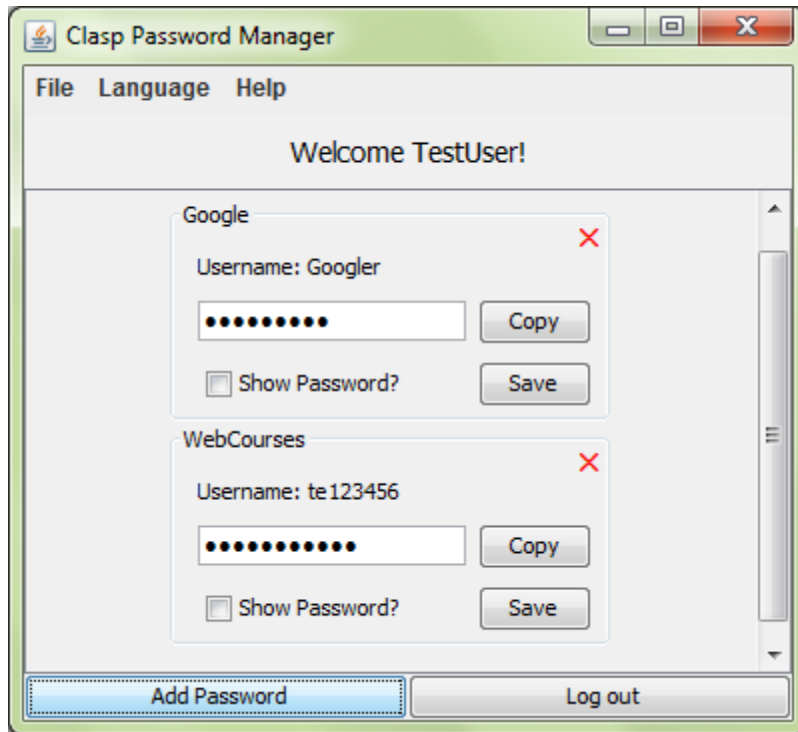 Clasp Password Manager
File Language Help
Welcome TestUser!
Google
Username: Googler
••••••••• Copy
Show Password? Save
WebCourses
Username: te123456
••••••••••• Copy
Show Password? Save
Add Password Log out